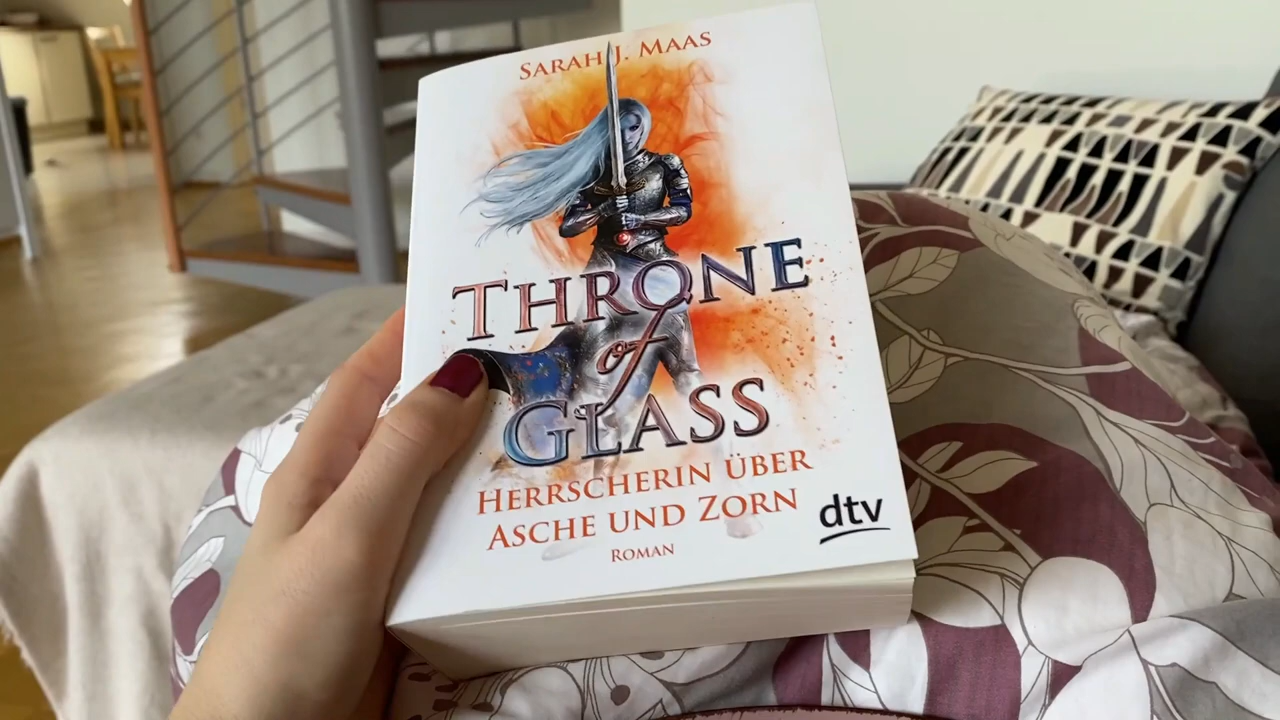 SARAH J. MAAS
THRONE
of
GLASS
HERRSCHERIN ÜBER
ASCHE UND ZORN
ROMAN
dtv